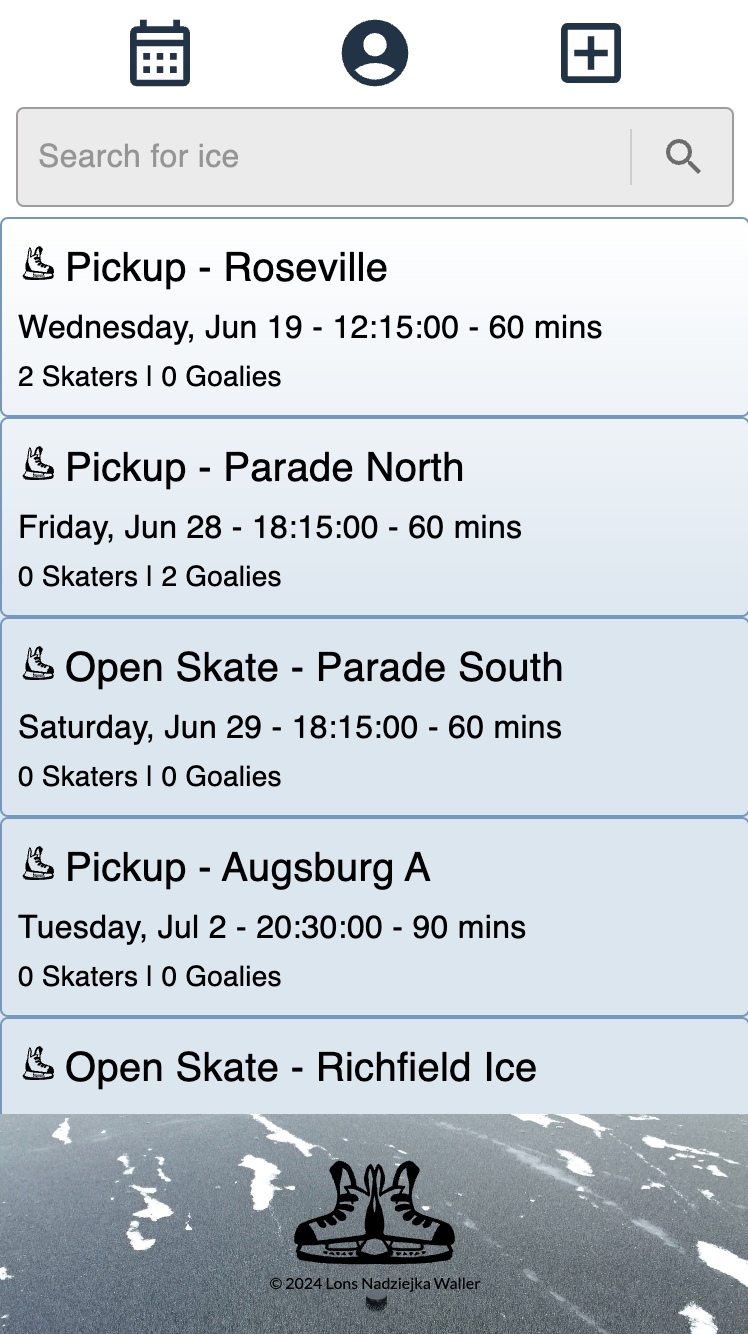 Search for ice
Pickup - Roseville
Wednesday, Jun 19 - 12:15:00 - 60 mins
2 Skaters | 0 Goalies
Pickup - Parade North
Friday, Jun 28 - 18:15:00 - 60 mins
0 Skaters | 2 Goalies
Open Skate - Parade South
Saturday, Jun 29 - 18:15:00 - 60 mins
0 Skaters | 0 Goalies
Pickup - Augsburg A
Tuesday, Jul 2 - 20:30:00 - 90 mins
0 Skaters | 0 Goalies
Open Skate - Richfield Ice
© 2024 Lons Nadziejka Waller